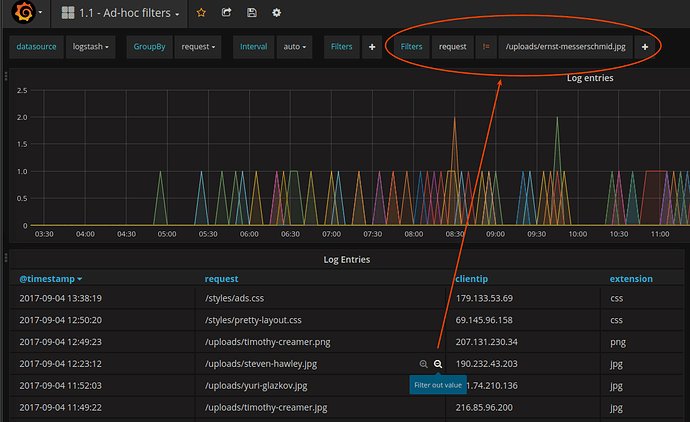 1.1 - Ad-hoc filters
datasource logstash GroupBy request Interval auto Filters + Filters request != /uploads/ernst-messerschmid.jpg +
Log entries
2.5
2.0
1.5
1.0
0.5
0
03:30 04:00 04:30 05:00 05:30 06:00 06:30 07:00 07:30 08:00 08:30 09:00 09:30 10:00 10:30 11:00
Log Entries
@timestamp request clientip extension
2017-09-04 13:38:19 /styles/ads.css 179.133.53.69 css
2017-09-04 12:50:20 /styles/pretty-layout.css 69.145.96.158 css
2017-09-04 12:49:23 /uploads/timothy-creamer.png 207.131.230.34 png
2017-09-04 12:23:12 /uploads/steven-hawley.jpg 190.232.43.203 jpg
2017-09-04 11:52:03 /uploads/yuri-glazkov.jpg Filter out value 1.74.210.136 jpg
2017-09-04 11:49:22 /uploads/timothy-creamer.jpg 216.85.96.200 jpg